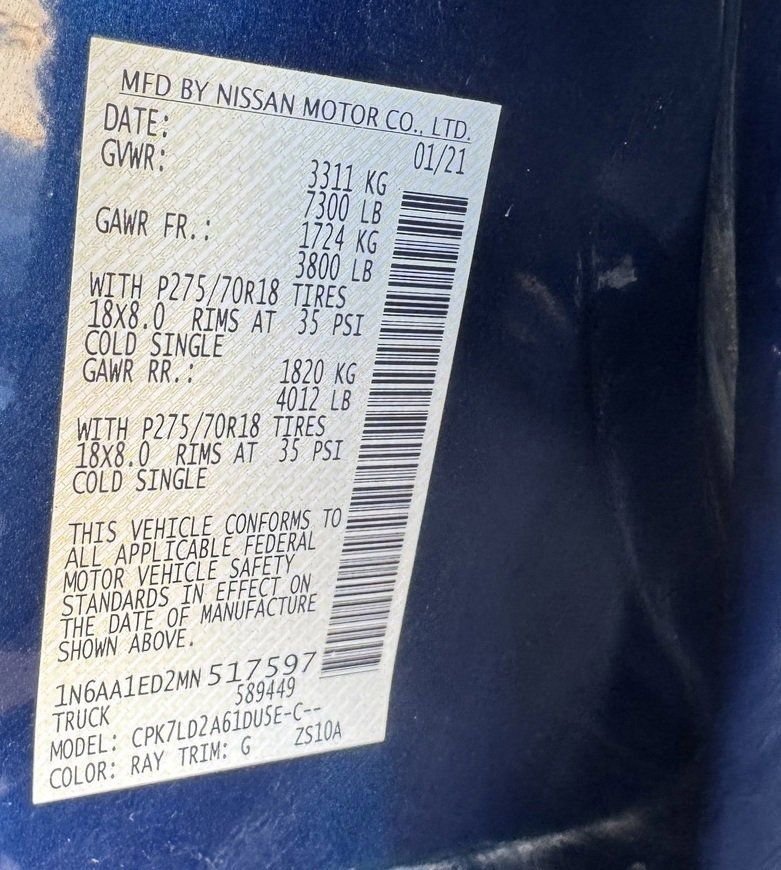 MFD BY NISSAN MOTOR CO., LTD.
DATE: 01/21
GVWR: 3311 KG
7300 LB
GAWR FR.: 1724 KG
3800 LB
WITH P275/70R18 TIRES
18X8.0 RIMS AT 35 PSI
COLD SINGLE
GAWR RR.: 1820 KG
4012 LB
WITH P275/70R18 TIRES
18X8.0 RIMS AT 35 PSI
COLD SINGLE
THIS VEHICLE CONFORMS TO
ALL APPLICABLE FEDERAL
MOTOR VEHICLE SAFETY
STANDARDS IN EFFECT ON
THE DATE OF MANUFACTURE
SHOWN ABOVE.
1N6AA1ED2MN517597
TRUCK 589449
MODEL: CPK7LD2A61DU5E-C--
COLOR: RAY TRIM: G ZS10A